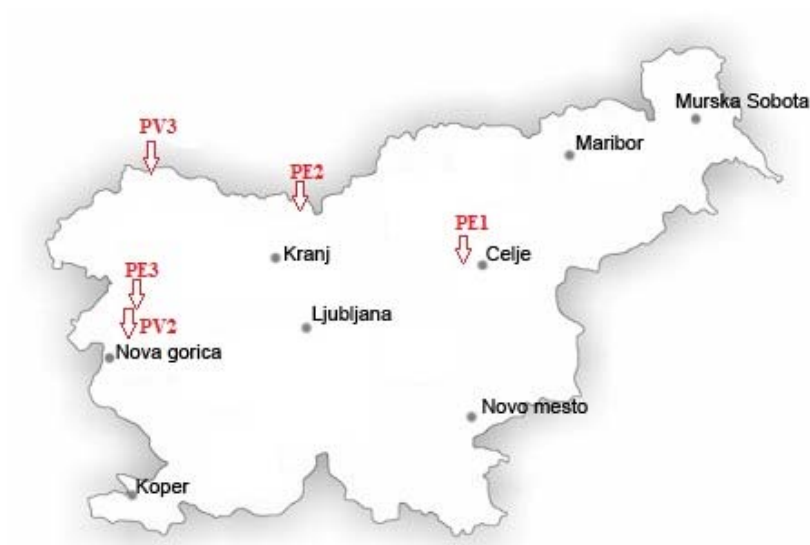 Murska Sobota
PV3
Maribor
PE2
PE1
Kranj
Celje
PE3
Ljubljana
PV2
Nova gorica
Novo mesto
Koper